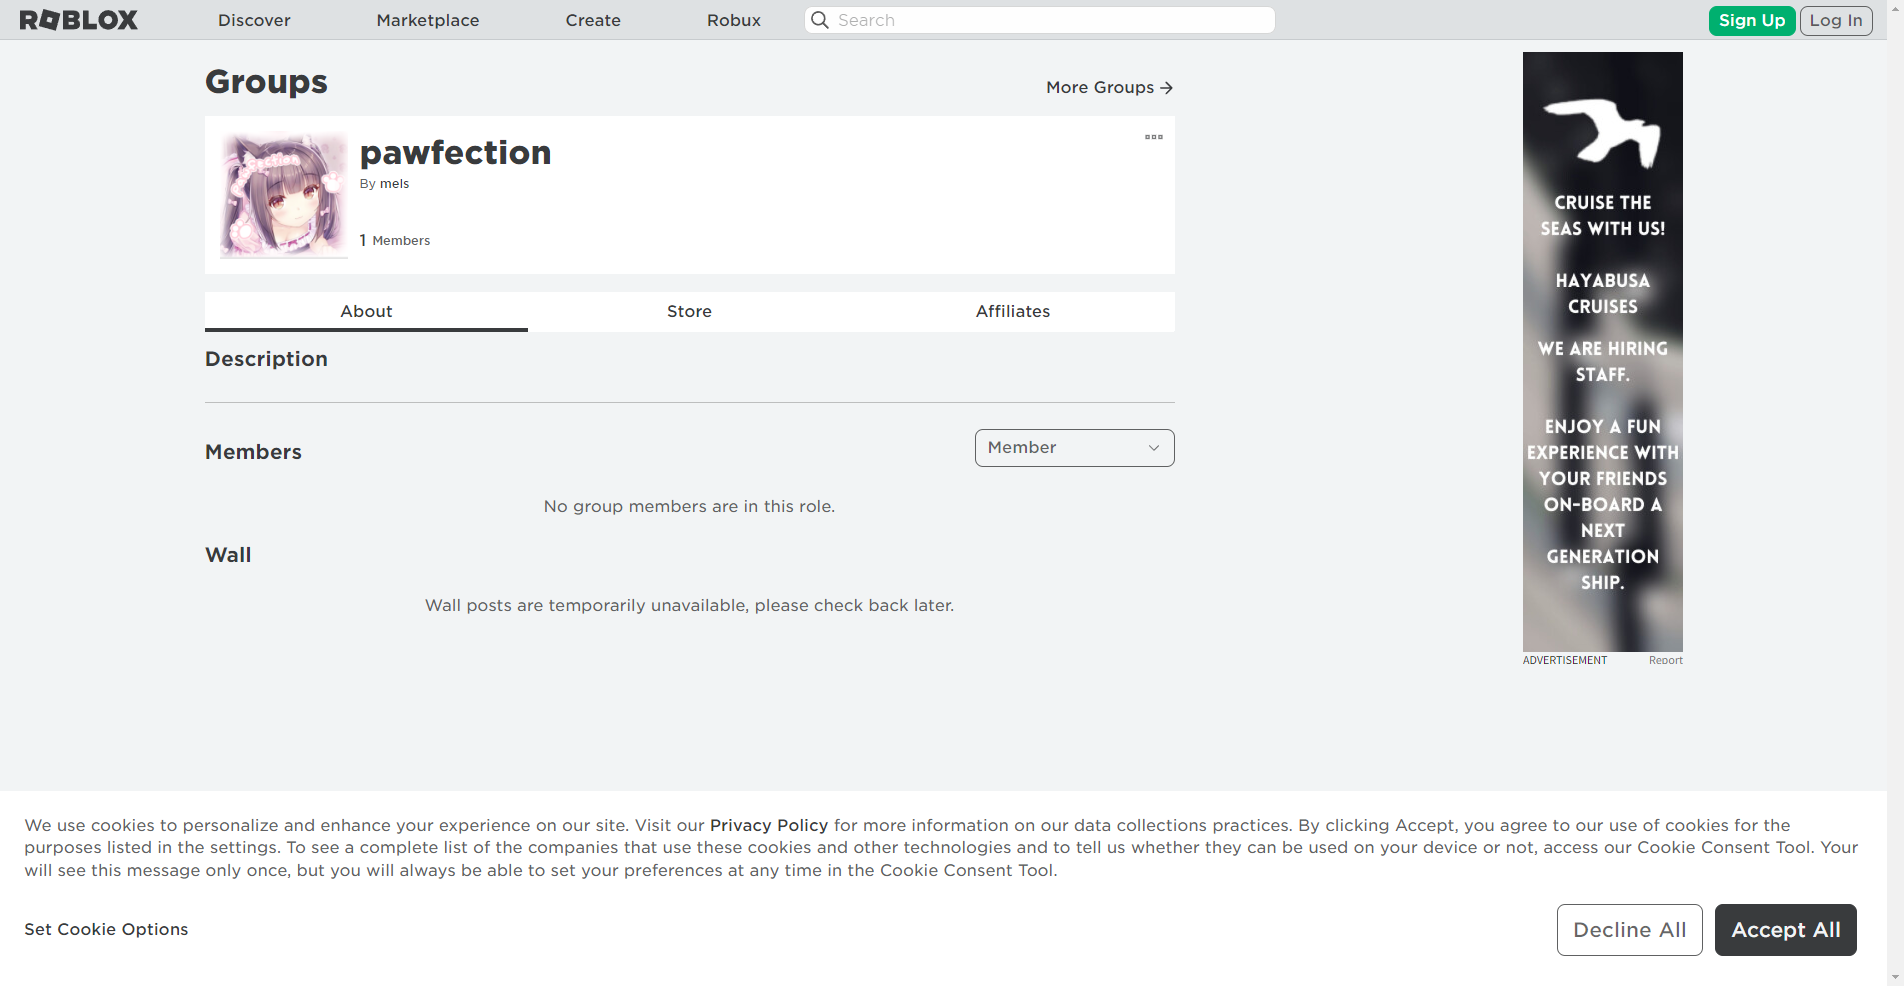 ROBLOX
Discover
Marketplace
Create
Robux
Search
Sign Up
Log In
Groups
More Groups
pawfection
By mels
1 Members
About
Store
Affiliates
Description
Members
Member
No group members are in this role.
Wall
Wall posts are temporarily unavailable, please check back later.
CRUISE THE
SEAS WITH US!
HAYABUSA
CRUISES
WE ARE HIRING
STAFF.
ENJOY A FUN
EXPERIENCE WITH
YOUR FRIENDS
ON-BOARD A
NEXT
GENERATION
SHIP.
ADVERTISEMENT
Report
We use cookies to personalize and enhance your experience on our site. Visit our Privacy Policy for more information on our data collections practices. By clicking Accept, you agree to our use of cookies for the
purposes listed in the settings. To see a complete list of the companies that use these cookies and other technologies and to tell us whether they can be used on your device or not, access our Cookie Consent Tool. Your
will see this message only once, but you will always be able to set your preferences at any time in the Cookie Consent Tool.
Set Cookie Options
Decline All
Accept All